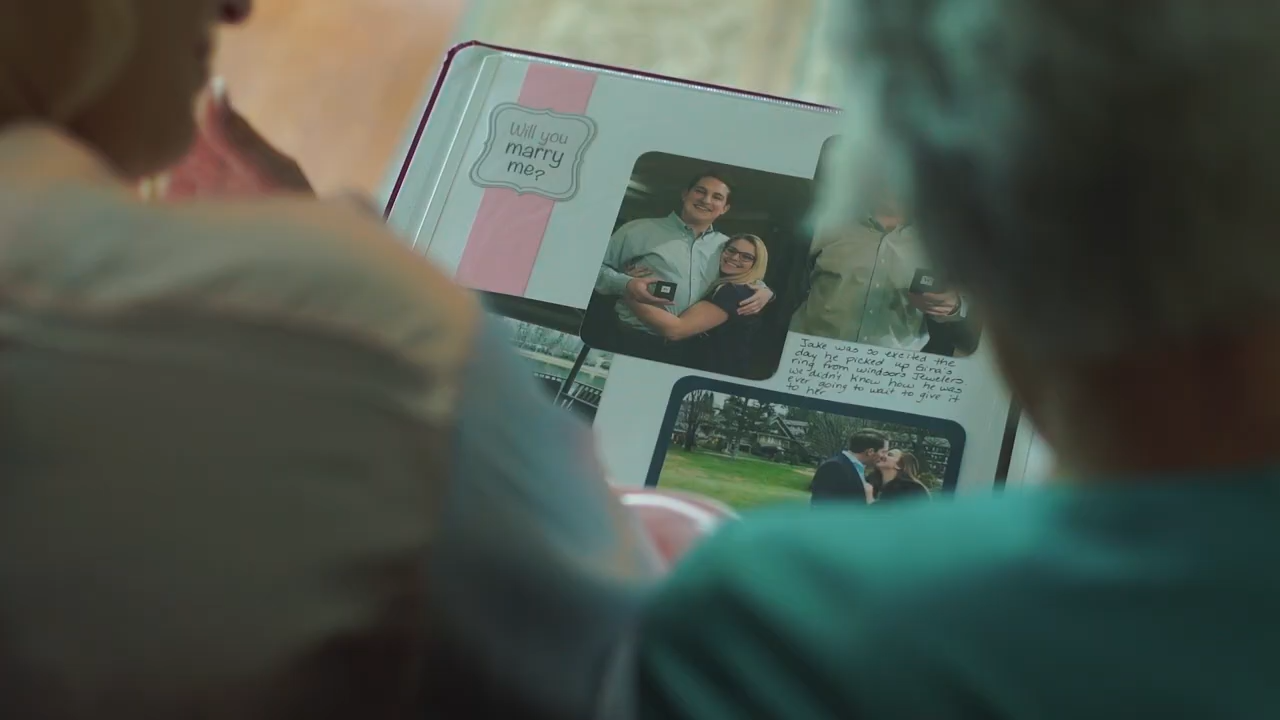 Will you
marry
me?
Jake was so excited the
day he picked up Gina's
ring from Windsors Jewelers
we didn't know how he was
ever going to wait to give it
to her